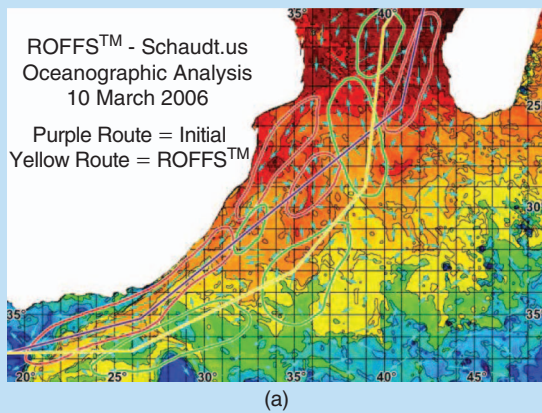 35° 40°
ROFFS™ - Schaudt.us
Oceanographic Analysis
10 March 2006
Purple Route = Initial
Yellow Route = ROFFS™
25°
30°
35° 35°
20° 25° 30° 35° 40° 45°
(a)